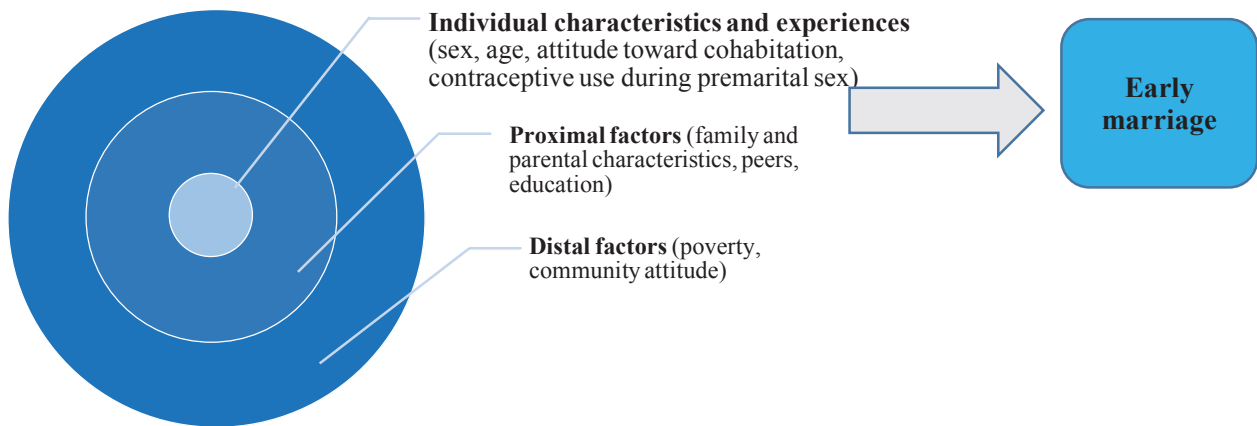 Individual characteristics and experiences
(sex, age, attitude toward cohabitation,
contraceptive use during premarital sex)
Early
marriage
Proximal factors (family and
parental characteristics, peers,
education)
Distal factors (poverty,
community attitude)